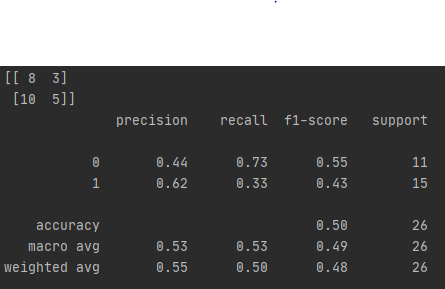 [[ 8  3]
 [10  5]]
              precision    recall  f1-score   support

           0       0.44      0.73      0.55        11
           1       0.62      0.33      0.43        15

    accuracy                           0.50        26
   macro avg       0.53      0.53      0.49        26
weighted avg       0.55      0.50      0.48        26